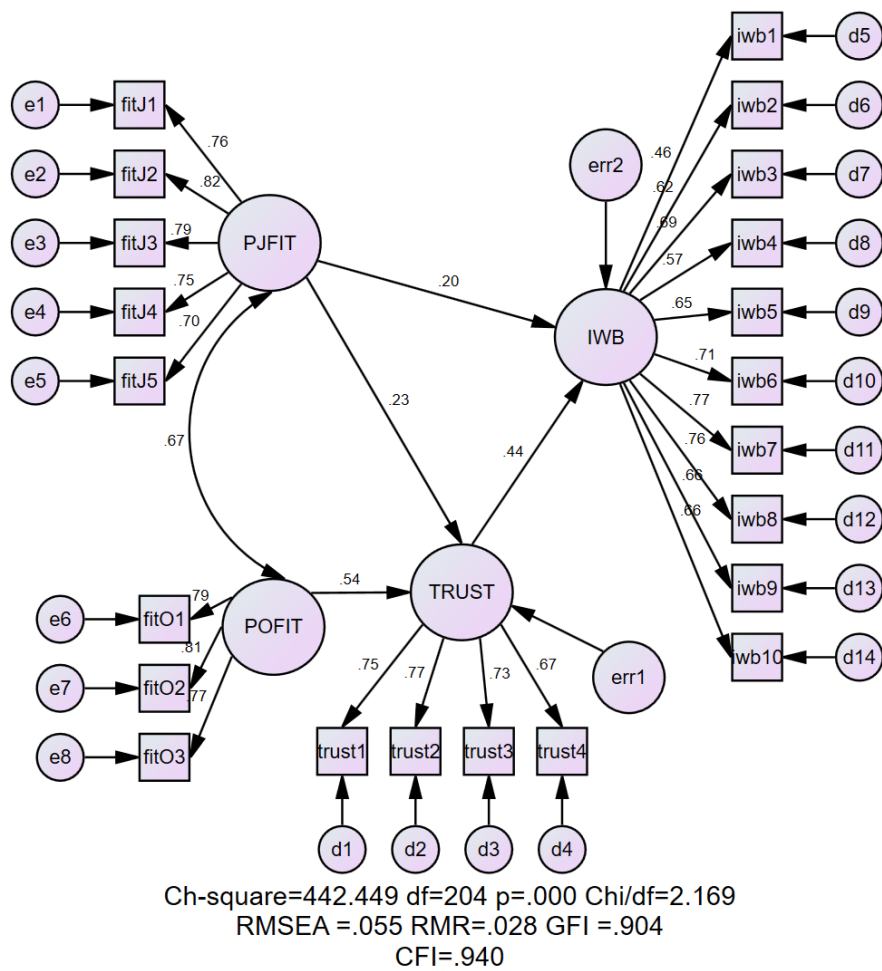 iwb1 d5
e1 fitJ1 iwb2 d6
.76 err2 .46
e2 fitJ2 .82 .62 iwb3 d7
e3 fitJ3 .79 PJFIT .69 iwb4 d8
.75 .20 .57
e4 fitJ4 .65 iwb5 d9
.70 IWB
e5 fitJ5 .71 iwb6 d10
.23 .77
.67 .44 .76 iwb7 d11
.66
.66 iwb8 d12
.54 TRUST iwb9 d13
e6 fitO1 .79 POFIT
.81 iwb10 d14
e7 fitO2 .75 .77 .73 .67 err1
.77
e8 fitO3 trust1 trust2 trust3 trust4
d1 d2 d3 d4
Ch-square=442.449 df=204 p=.000 Chi/df=2.169
RMSEA =.055 RMR=.028 GFI =.904
CFI=.940